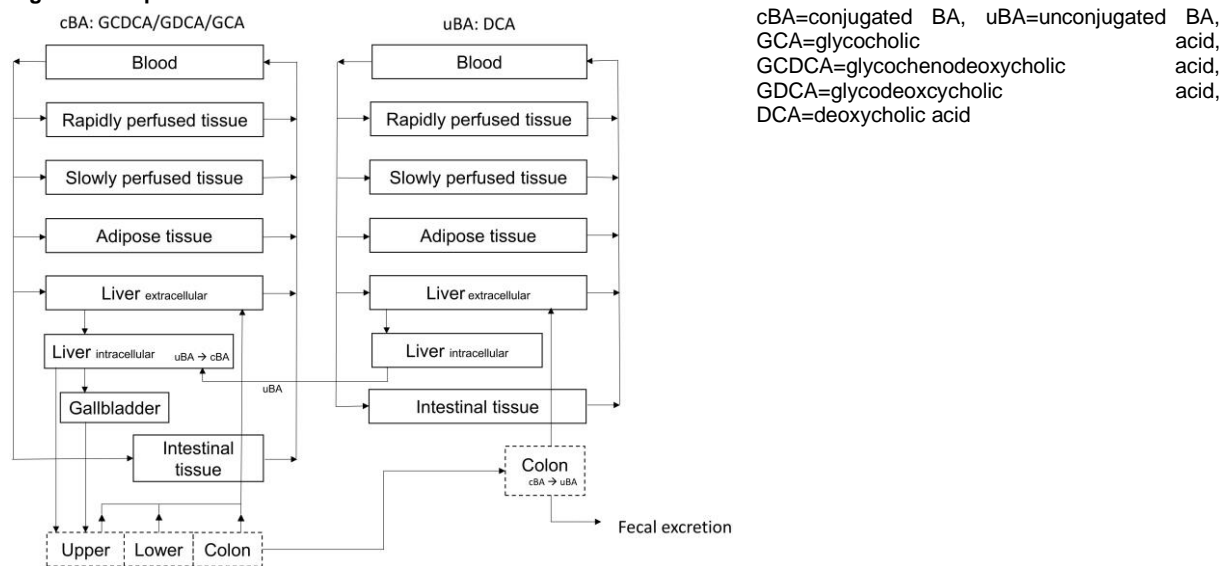 cBA: GCDCA/GDCA/GCA
Blood
Rapidly perfused tissue
Slowly perfused tissue
Adipose tissue
Liver extracellular
Liver intracellular uBA → cBA
Gallbladder
Intestinal
tissue
Upper Lower Colon
uBA
uBA: DCA
Blood
Rapidly perfused tissue
Slowly perfused tissue
Adipose tissue
Liver extracellular
Liver intracellular
Intestinal tissue
Colon
cBA → uBA
Fecal excretion
cBA=conjugated BA, uBA=unconjugated BA,
GCA=glycocholic acid,
GCDCA=glycochenodeoxycholic acid,
GDCA=glycodeoxcycholic acid,
DCA=deoxycholic acid